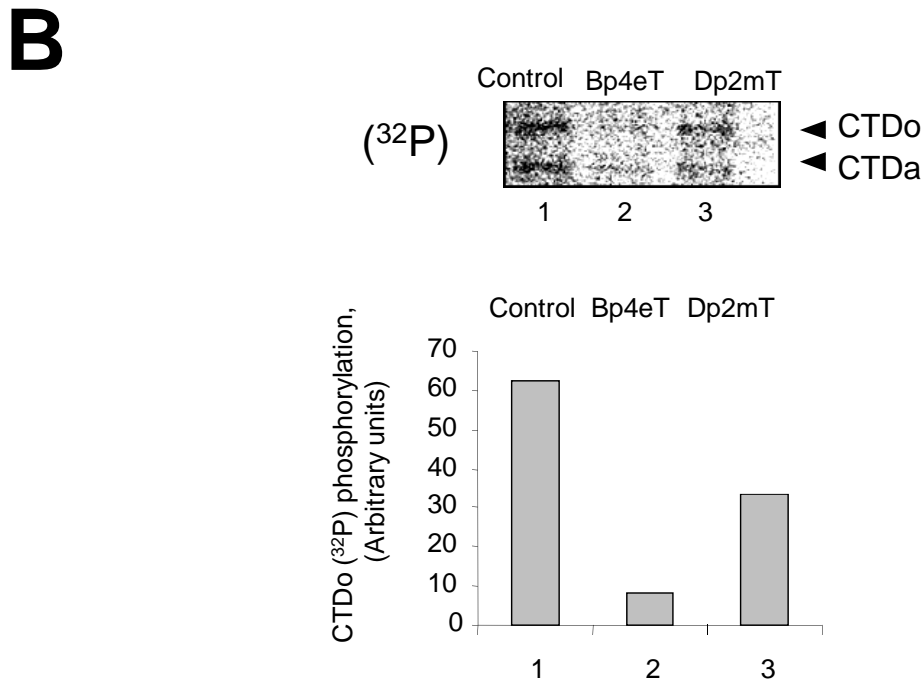 B
Control Bp4eT Dp2mT
(³²P)
◄ CTDo
◄ CTDa
1 2 3
Control Bp4eT Dp2mT
CTDo (³²P) phosphorylation,
(Arbitrary units)
70
60
50
40
30
20
10
0
1 2 3